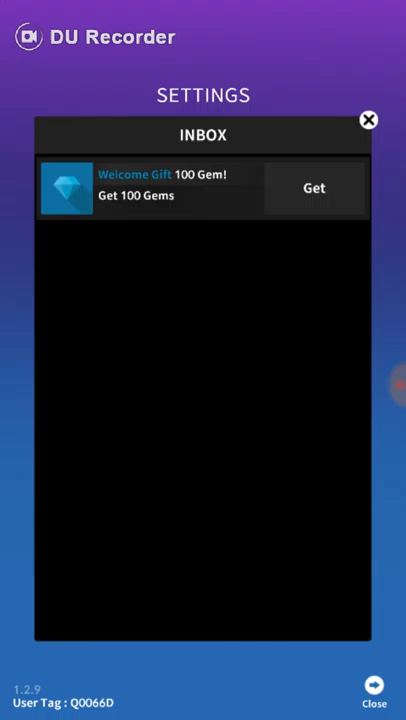 DU Recorder
SETTINGS
INBOX
Welcome Gift 100 Gem!
Get 100 Gems
Get
1.2.9
User Tag : Q0066D
Close